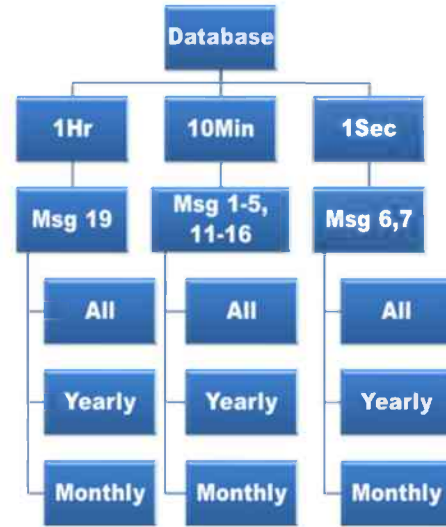 Database
1Hr
10Min
1Sec
Msg 19
Msg 1-5,
11-16
Msg 6,7
All
All
All
Yearly
Yearly
Yearly
Monthly
Monthly
Monthly